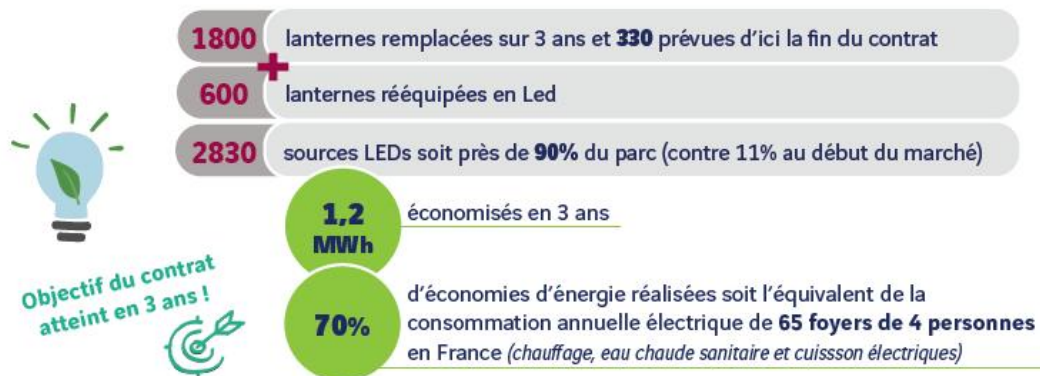 1800 lanternes remplacées sur 3 ans et 330 prévues d'ici la fin du contrat
+
600 lanternes rééquipées en Led
2830 sources LEDs soit près de 90% du parc (contre 11% au début du marché)
1,2
MWh
économisés en 3 ans
Objectif du contrat
atteint en 3 ans !
70%
d'économies d'énergie réalisées soit l'équivalent de la
consommation annuelle électrique de 65 foyers de 4 personnes
en France (chauffage, eau chaude sanitaire et cuissson électriques)